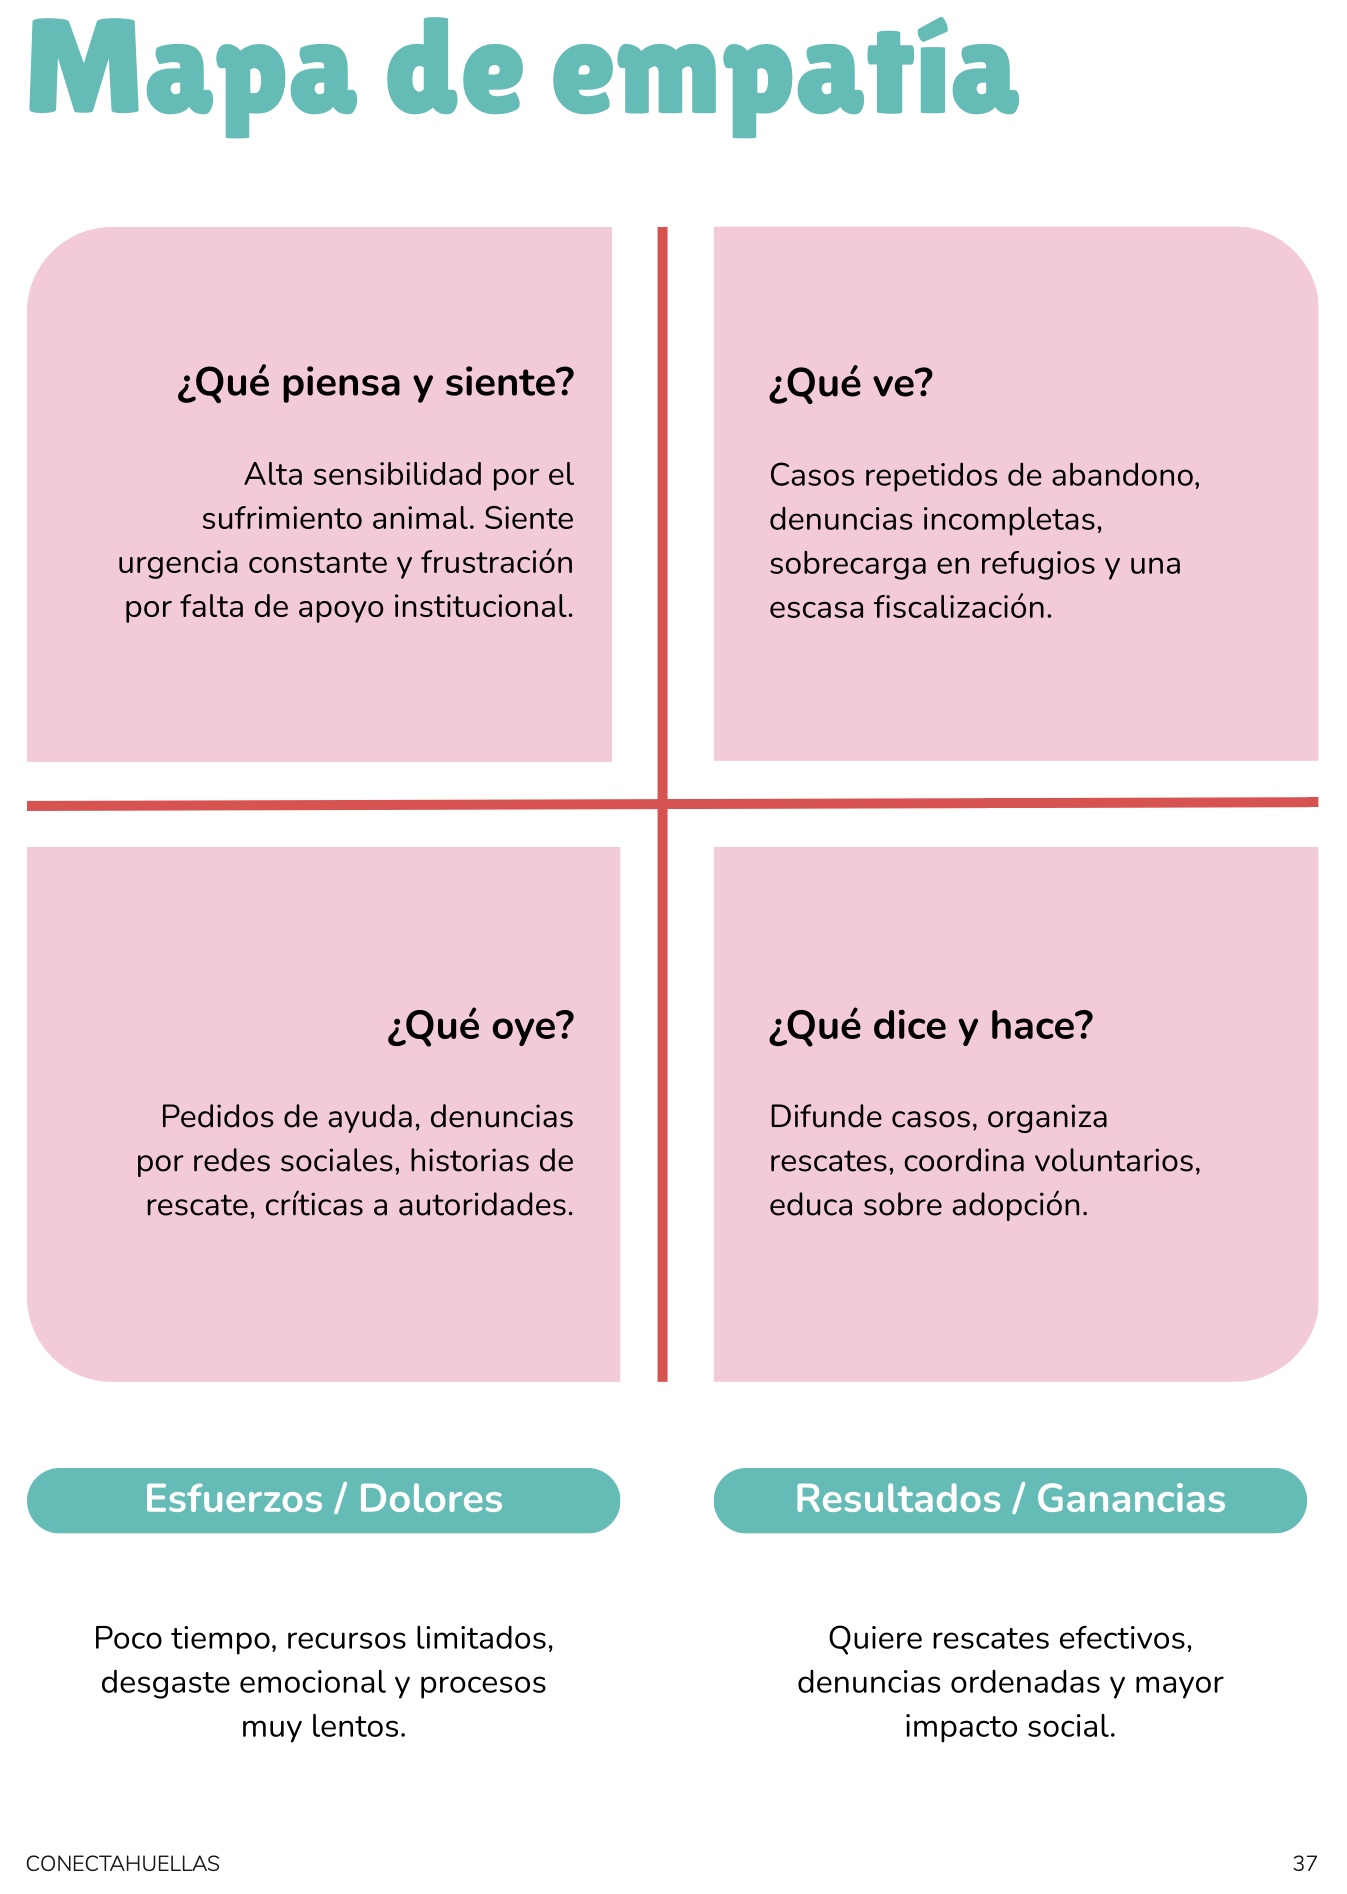 Mapa de empatía
¿Qué piensa y siente?
Alta sensibilidad por el
sufrimiento animal. Siente
urgencia constante y frustración
por falta de apoyo institucional.
¿Qué ve?
Casos repetidos de abandono,
denuncias incompletas,
sobrecarga en refugios y una
escasa fiscalización.
¿Qué oye?
Pedidos de ayuda, denuncias
por redes sociales, historias de
rescate, críticas a autoridades.
¿Qué dice y hace?
Difunde casos, organiza
rescates, coordina voluntarios,
educa sobre adopción.
Esfuerzos / Dolores
Poco tiempo, recursos limitados,
desgaste emocional y procesos
muy lentos.
Resultados / Ganancias
Quiere rescates efectivos,
denuncias ordenadas y mayor
impacto social.
CONECTAHUELLAS
37